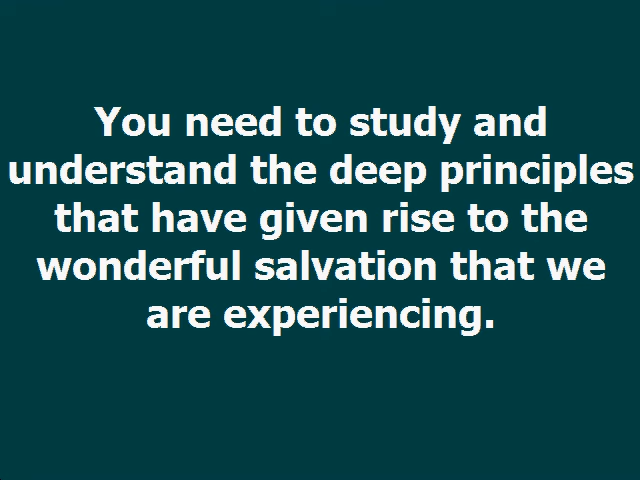 You need to study and
understand the deep principles
that have given rise to the
wonderful salvation that we
are experiencing.